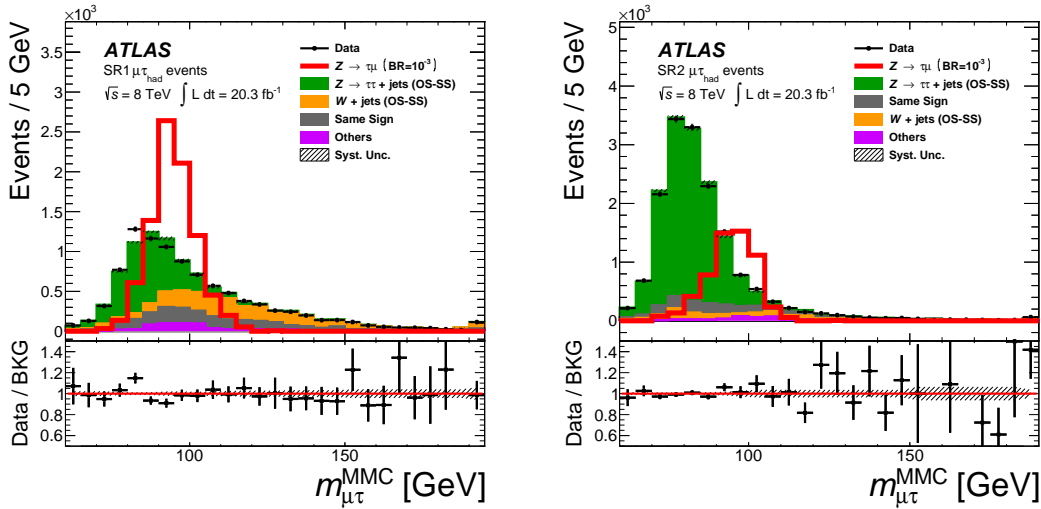 ×10³
Events / 5 GeV
3.5
3
2.5
2
1.5
1
0.5
0
ATLAS
SR1 μτhad events
√s = 8 TeV ∫ L dt = 20.3 fb⁻¹
Data
Z → τμ (BR=10⁻³)
Z → ττ + jets (OS-SS)
W + jets (OS-SS)
Same Sign
Others
Syst. Unc.
Data / BKG
1.4
1.2
1
0.8
0.6
100
150
m_μτ^MMC [GeV]
×10³
Events / 5 GeV
5
4
3
2
1
0
ATLAS
SR2 μτhad events
√s = 8 TeV ∫ L dt = 20.3 fb⁻¹
Data
Z → τμ (BR=10⁻³)
Z → ττ + jets (OS-SS)
Same Sign
W + jets (OS-SS)
Others
Syst. Unc.
Data / BKG
1.4
1.2
1
0.8
0.6
100
150
m_μτ^MMC [GeV]